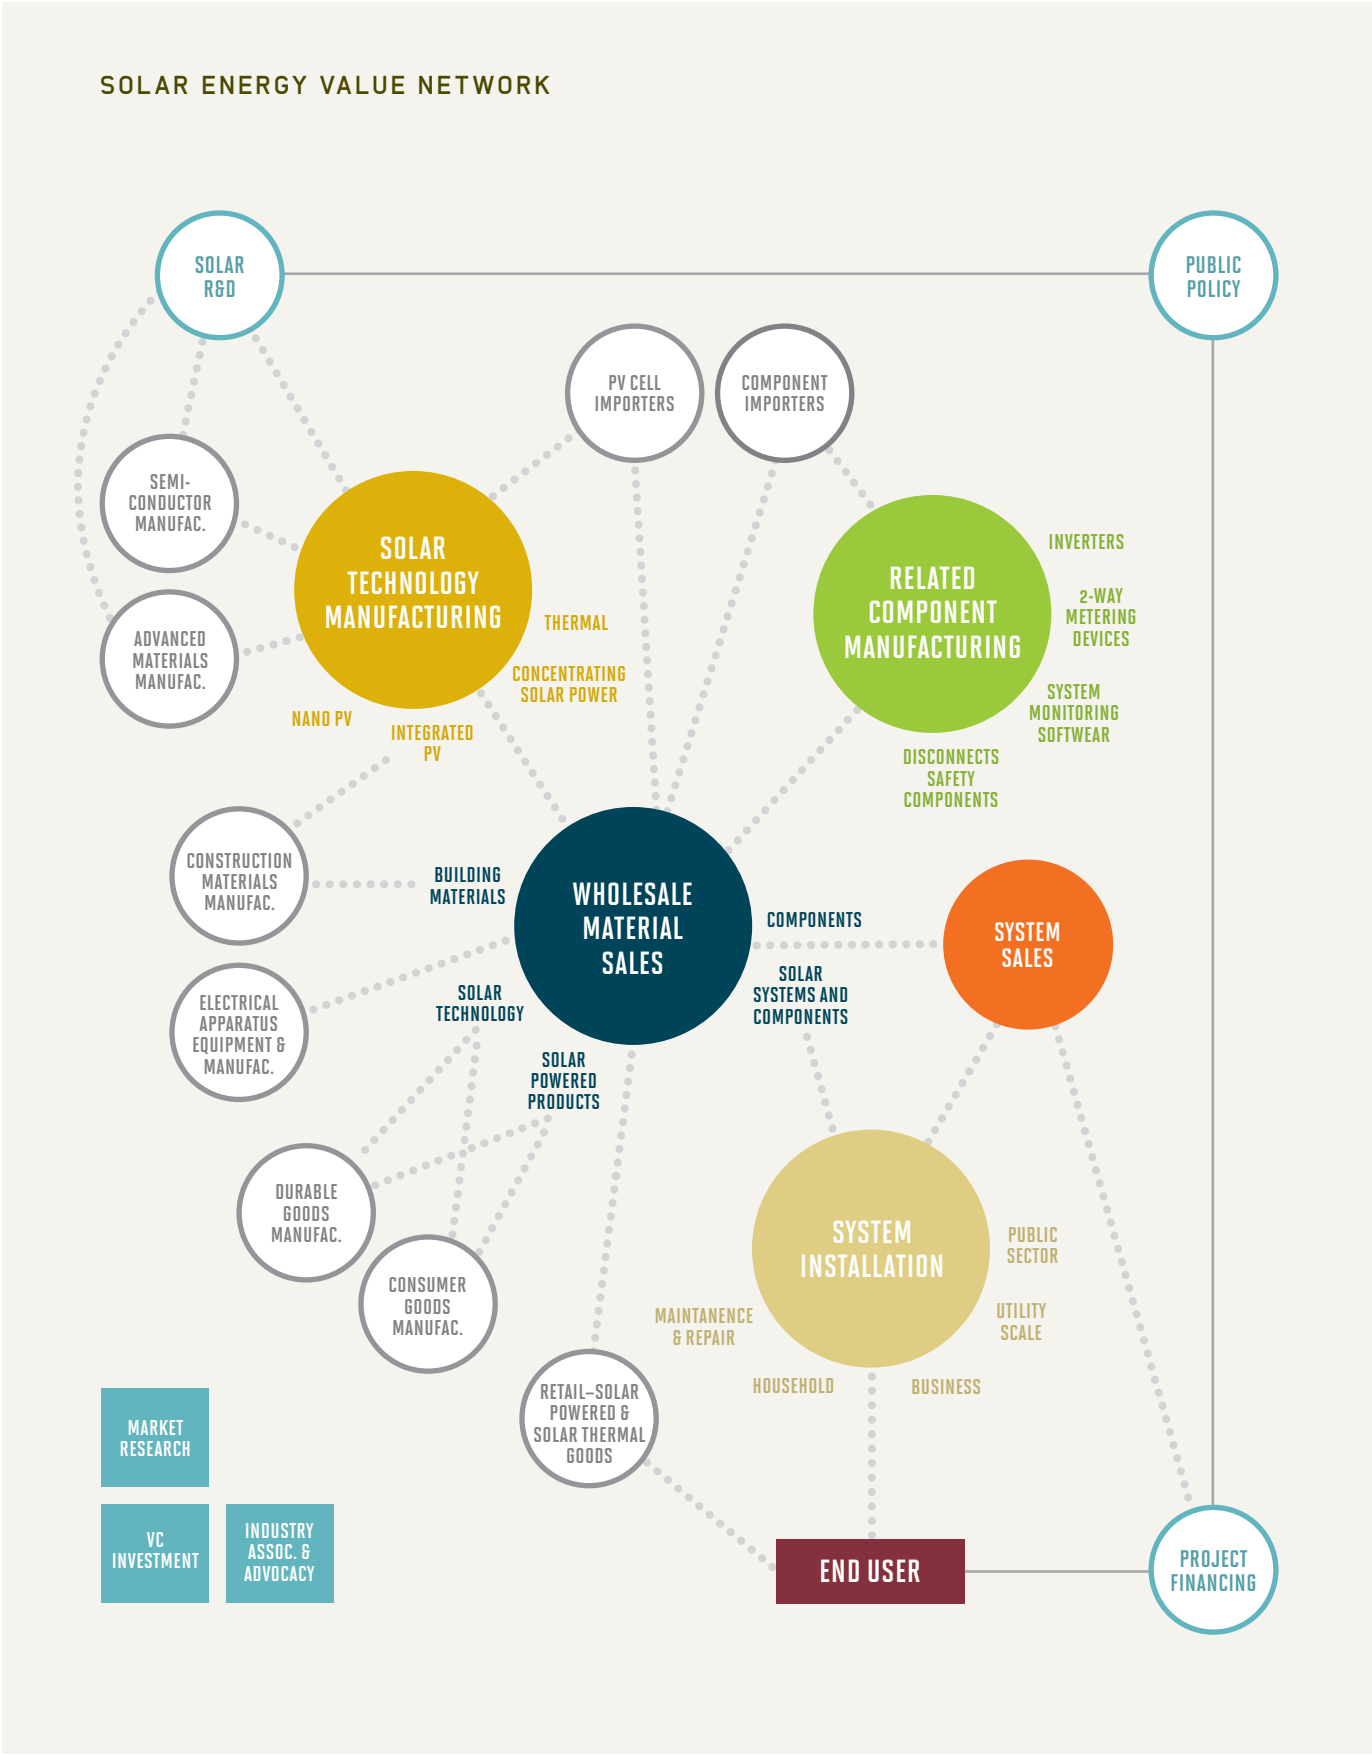 SOLAR ENERGY VALUE NETWORK
SOLAR
R&D
PUBLIC
POLICY
PV CELL
IMPORTERS
COMPONENT
IMPORTERS
SEMI-
CONDUCTOR
MANUFAC.
SOLAR
TECHNOLOGY
MANUFACTURING
RELATED
COMPONENT
MANUFACTURING
INVERTERS
2-WAY
METERING
DEVICES
SYSTEM
MONITORING
SOFTWEAR
DISCONNECTS
SAFETY
COMPONENTS
ADVANCED
MATERIALS
MANUFAC.
THERMAL
CONCENTRATING
SOLAR POWER
NANO PV
INTEGRATED
PV
CONSTRUCTION
MATERIALS
MANUFAC.
BUILDING
MATERIALS
WHOLESALE
MATERIAL
SALES
COMPONENTS
SOLAR
SYSTEMS AND
COMPONENTS
SYSTEM
SALES
ELECTRICAL
APPARATUS
EQUIPMENT &
MANUFAC.
SOLAR
TECHNOLOGY
SOLAR
POWERED
PRODUCTS
DURABLE
GOODS
MANUFAC.
CONSUMER
GOODS
MANUFAC.
SYSTEM
INSTALLATION
PUBLIC
SECTOR
UTILITY
SCALE
MAINTANENCE
& REPAIR
HOUSEHOLD
BUSINESS
RETAIL–SOLAR
POWERED &
SOLAR THERMAL
GOODS
MARKET
RESEARCH
VC
INVESTMENT
INDUSTRY
ASSOC. &
ADVOCACY
END USER
PROJECT
FINANCING